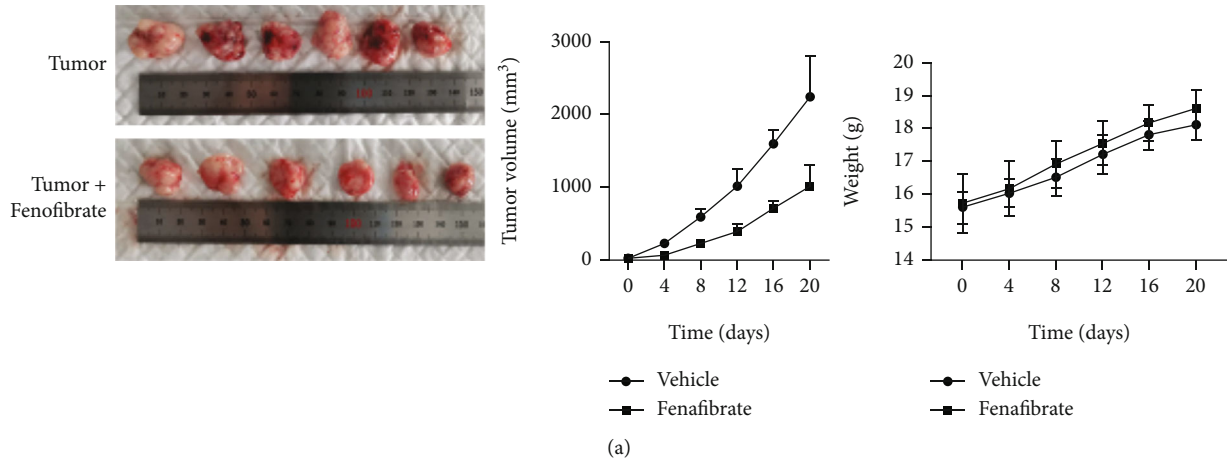 Tumor
Tumor +
Fenofibrate
Tumor volume (mm³)
3000
2000
1000
0
0 4 8 12 16 20
Time (days)
Vehicle
Fenafibrate
Weight (g)
20
19
18
17
16
15
14
0 4 8 12 16 20
Time (days)
Vehicle
Fenafibrate
(a)